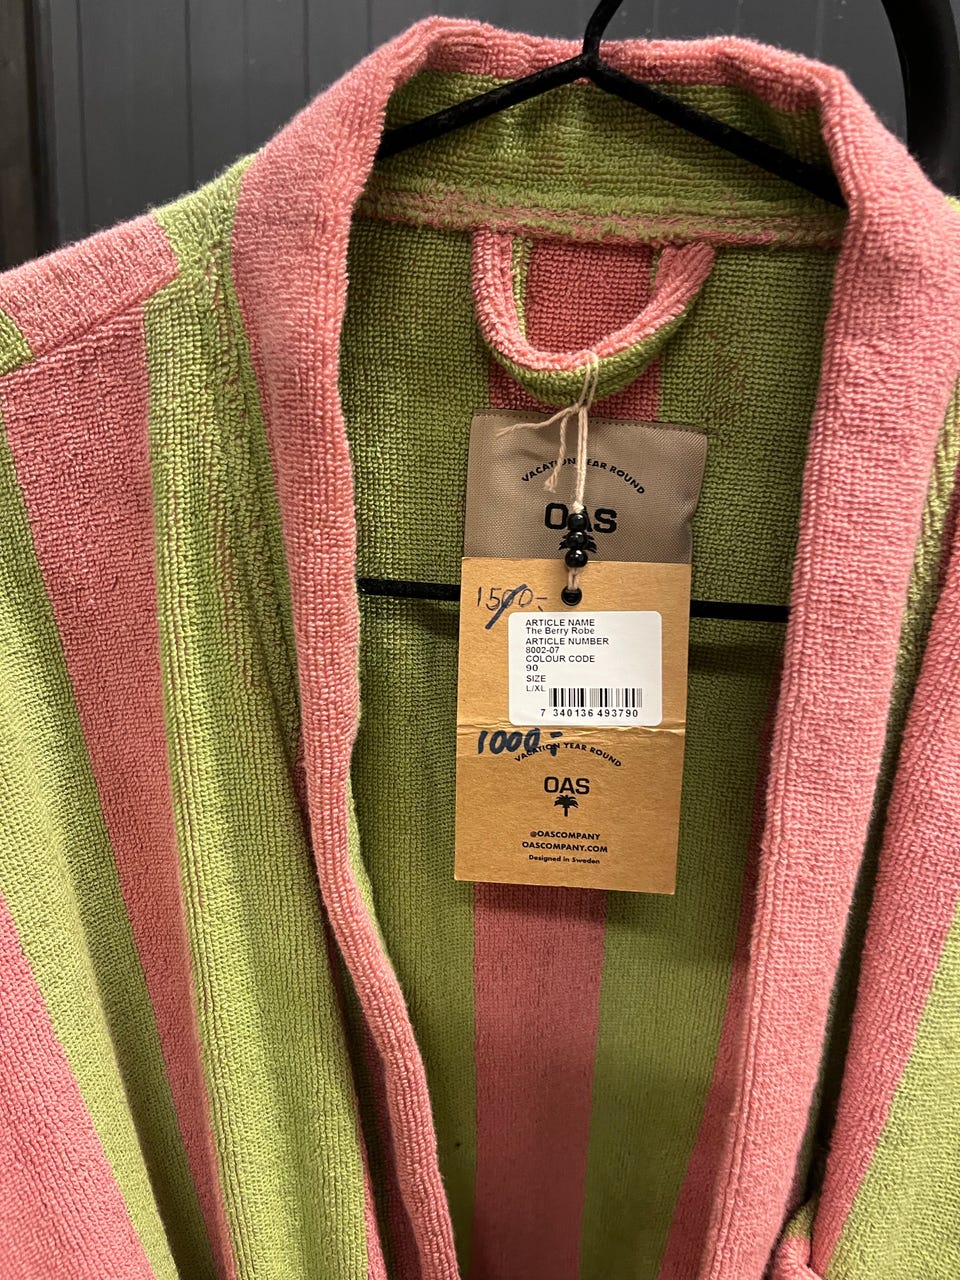 VACATION YEAR ROUND
OAS
1500:-
ARTICLE NAME
The Berry Robe
ARTICLE NUMBER
8002-07
COLOUR CODE
90
SIZE
L/XL
7 340136 493790
1000:-
VACATION YEAR ROUND
OAS
@OASCOMPANY
OASCOMPANY.COM
Designed in Sweden